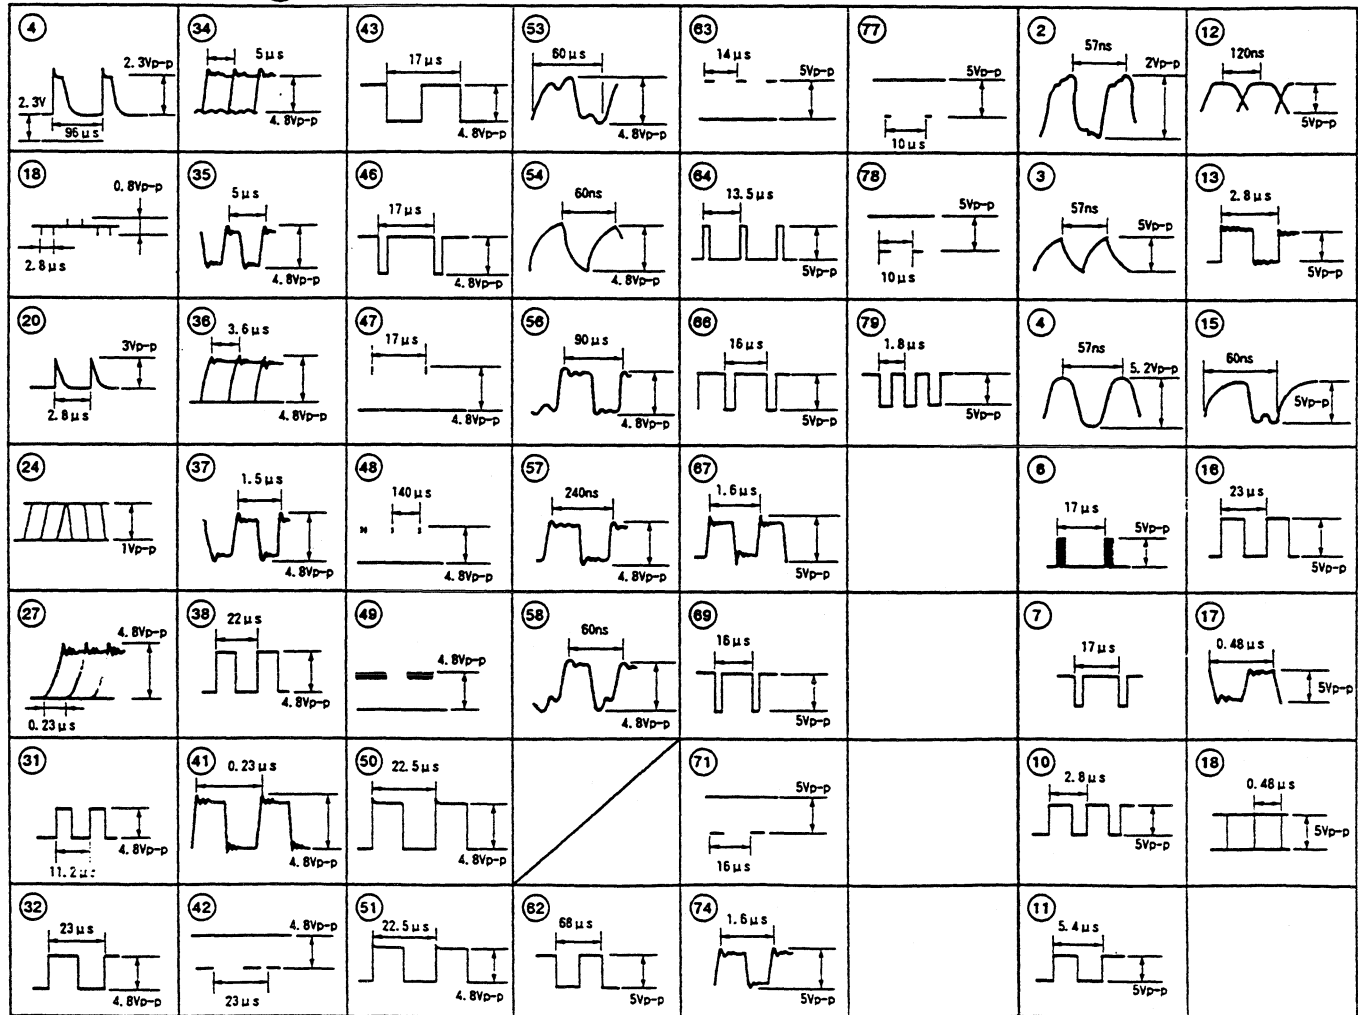 4
2.3Vp-p
2.3V
96μs
34
5μs
4.8Vp-p
43
17μs
4.8Vp-p
53
60μs
4.8Vp-p
63
14μs
5Vp-p
77
5Vp-p
10μs
2
57ns
2Vp-p
12
120ns
5Vp-p
18
0.8Vp-p
2.8μs
35
5μs
4.8Vp-p
46
17μs
4.8Vp-p
54
60ns
4.8Vp-p
64
13.5μs
5Vp-p
78
5Vp-p
10μs
3
57ns
5Vp-p
13
2.8μs
5Vp-p
20
3Vp-p
2.8μs
36
3.6μs
4.8Vp-p
47
17μs
4.8Vp-p
56
90μs
4.8Vp-p
66
16μs
5Vp-p
79
1.8μs
5Vp-p
4
57ns
5.2Vp-p
15
60ns
5Vp-p
24
1Vp-p
37
1.5μs
4.8Vp-p
48
140μs
4.8Vp-p
57
240ns
4.8Vp-p
67
1.6μs
5Vp-p
6
17μs
5Vp-p
16
23μs
5Vp-p
27
4.8Vp-p
0.23μs
38
22μs
4.8Vp-p
49
4.8Vp-p
58
60ns
4.8Vp-p
69
16μs
5Vp-p
7
17μs
17
0.48μs
5Vp-p
31
11.2μs
4.8Vp-p
41
0.23μs
4.8Vp-p
50
22.5μs
4.8Vp-p
71
5Vp-p
16μs
10
2.8μs
5Vp-p
18
0.48μs
5Vp-p
32
23μs
4.8Vp-p
42
4.8Vp-p
23μs
51
22.5μs
4.8Vp-p
62
68μs
5Vp-p
74
1.6μs
5Vp-p
11
5.4μs
5Vp-p